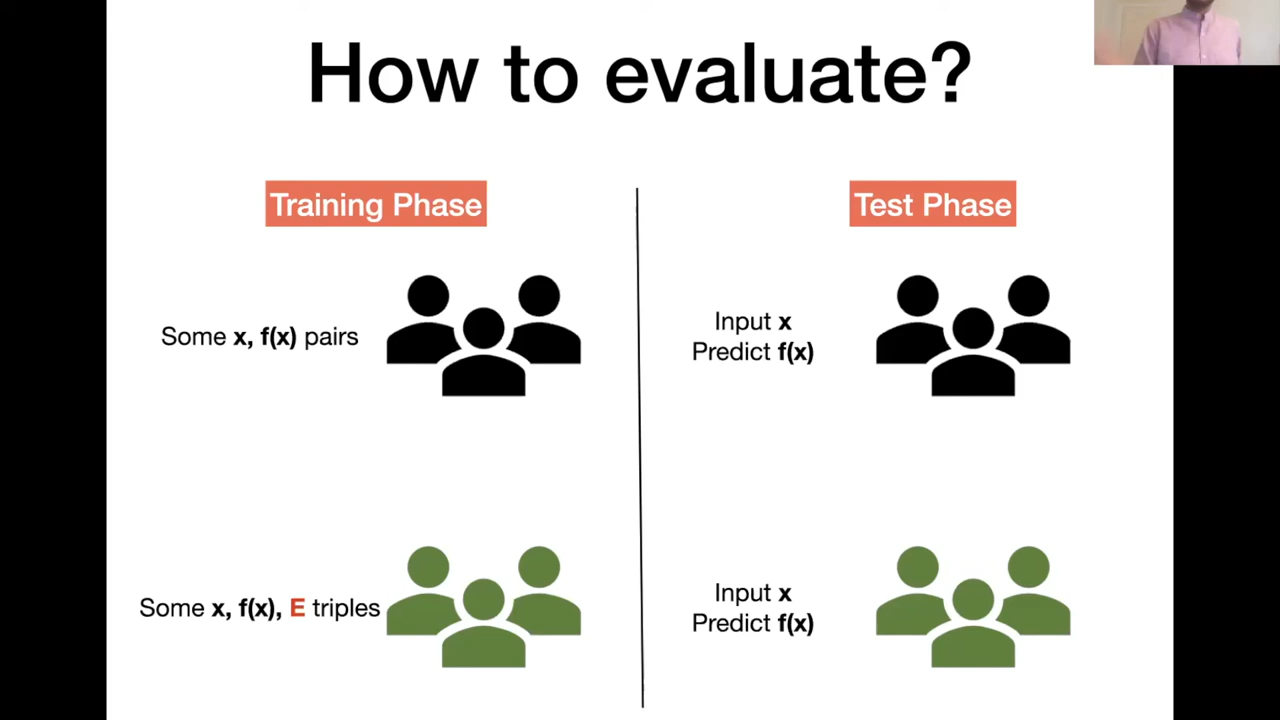 How to evaluate?
Training Phase
Test Phase
Some x, f(x) pairs
Input x
Predict f(x)
Some x, f(x), E triples
Input x
Predict f(x)